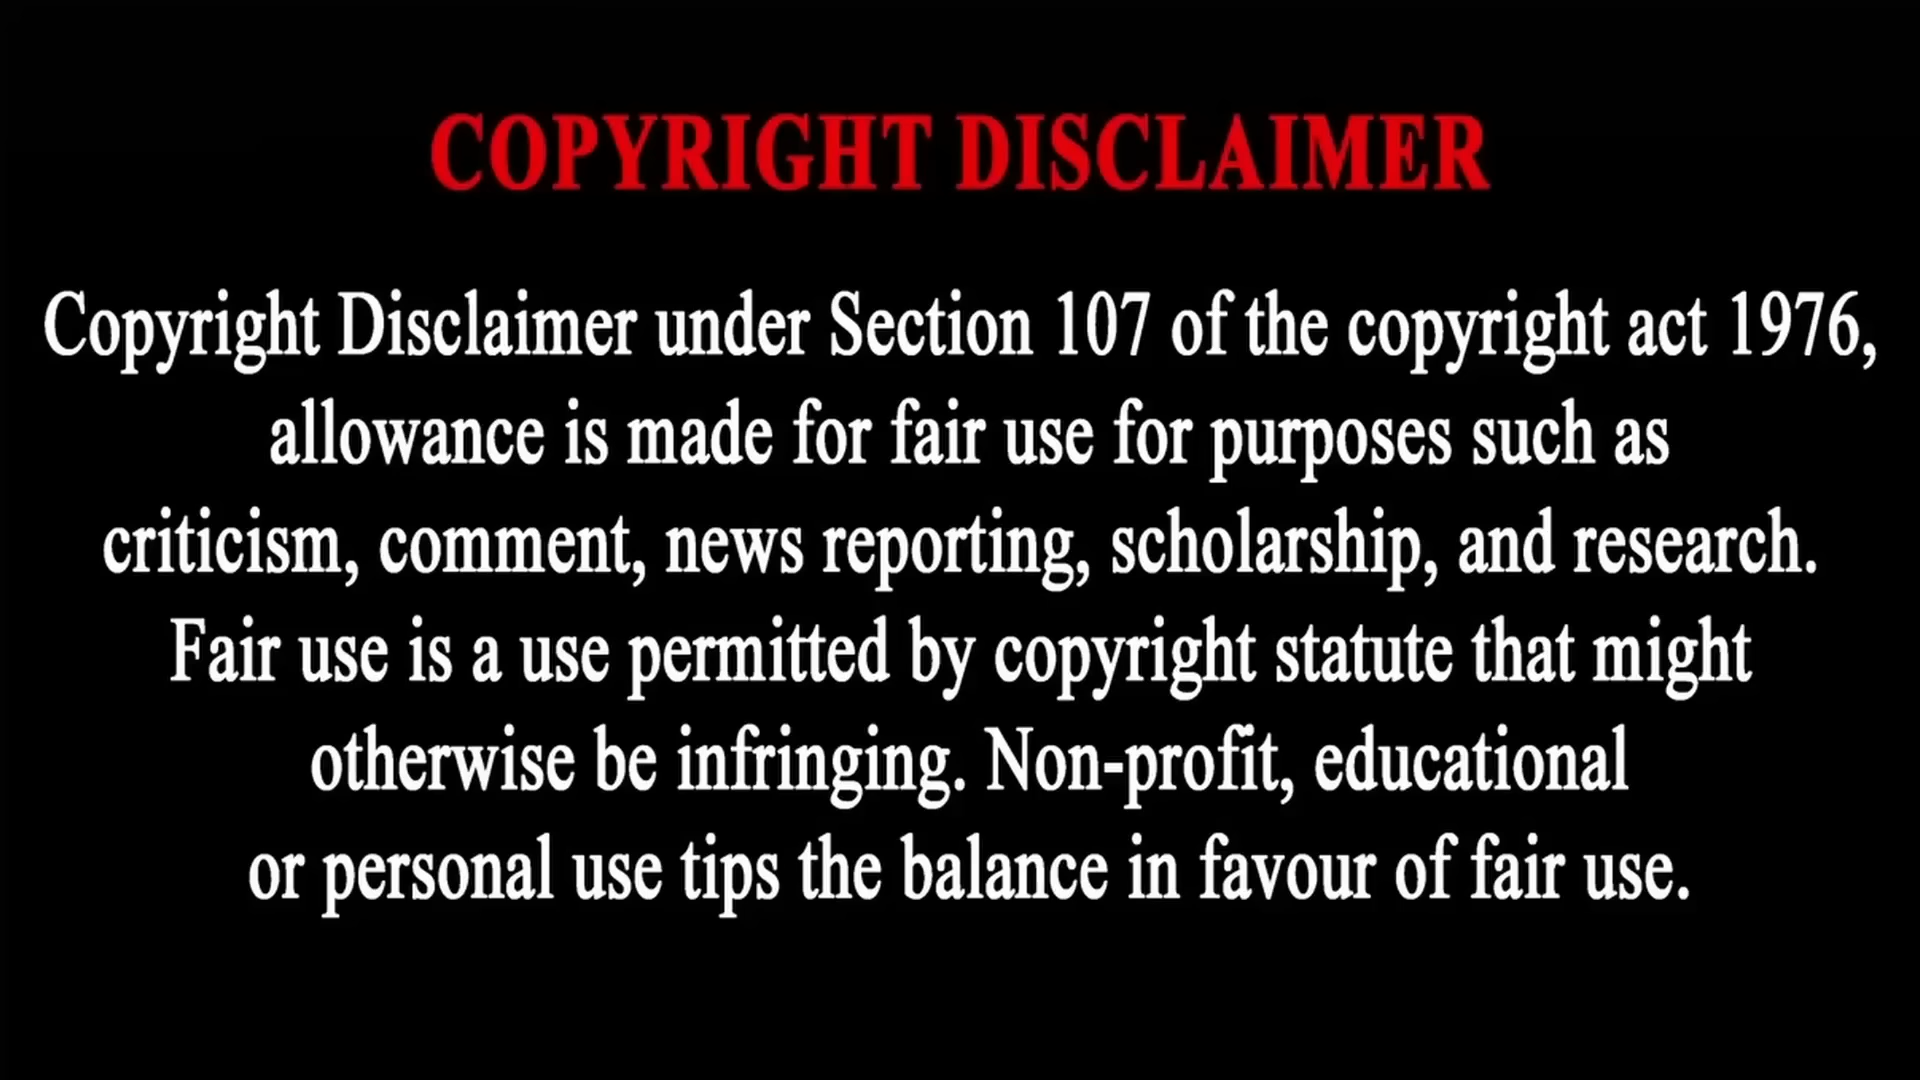 COPYRIGHT DISCLAIMER
Copyright Disclaimer under Section 107 of the copyright act 1976,
allowance is made for fair use for purposes such as
criticism, comment, news reporting, scholarship, and research.
Fair use is a use permitted by copyright statute that might
otherwise be infringing. Non-profit, educational
or personal use tips the balance in favour of fair use.